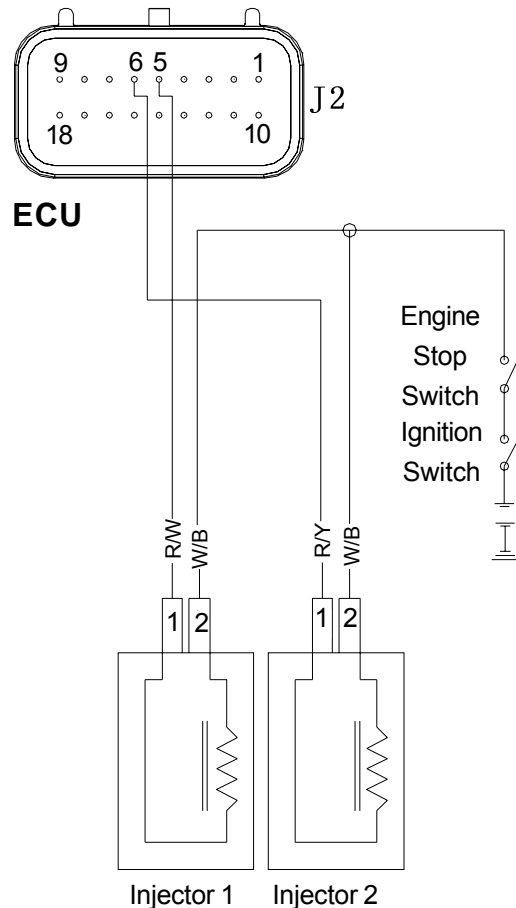 9 6 5 1
J2
18 10
ECU
Engine
Stop
Switch
Ignition
Switch
R/W
W/B
R/Y
W/B
1 2
1 2
Injector 1
Injector 2